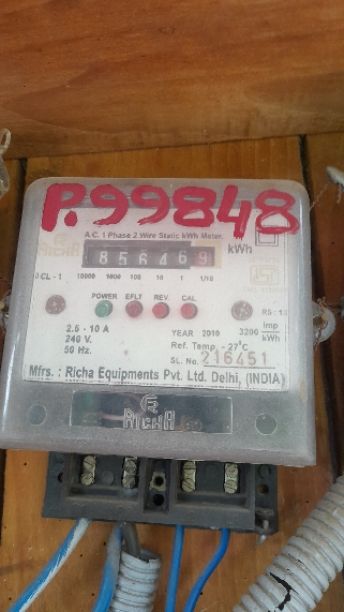 P.99848
A.C. 1 Phase 2 Wire Static kWh Meter.
856469 kWh
CL - 1 10000 1000 100 10 1 1/10
POWER EFLT REV. CAL
2.5 - 10 A
240 V.
50 Hz.
YEAR 2010 3200 imp/kWh
Ref. Temp. - 27°C
SL. No. 216451
Mfrs. : Richa Equipments Pvt. Ltd. Delhi, (INDIA)
RICHA